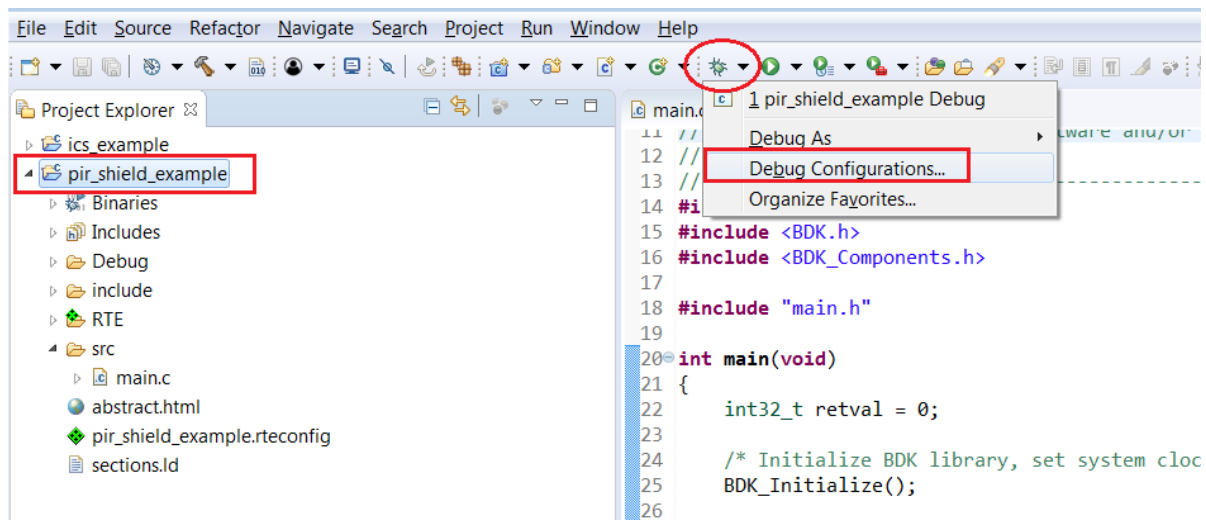 File Edit Source Refactor Navigate Search Project Run Window Help
Project Explorer
ics_example
pir_shield_example
Binaries
Includes
Debug
include
RTE
src
main.c
abstract.html
pir_shield_example.rteconfig
sections.ld
1 pir_shield_example Debug
Debug As
Debug Configurations...
Organize Favorites...
11 //
12 //
13 //
14 #i
15 #include <BDK.h>
16 #include <BDK_Components.h>
17
18 #include "main.h"
19
20 int main(void)
21 {
22 int32_t retval = 0;
23
24 /* Initialize BDK library, set system cloc
25 BDK_Initialize();
26